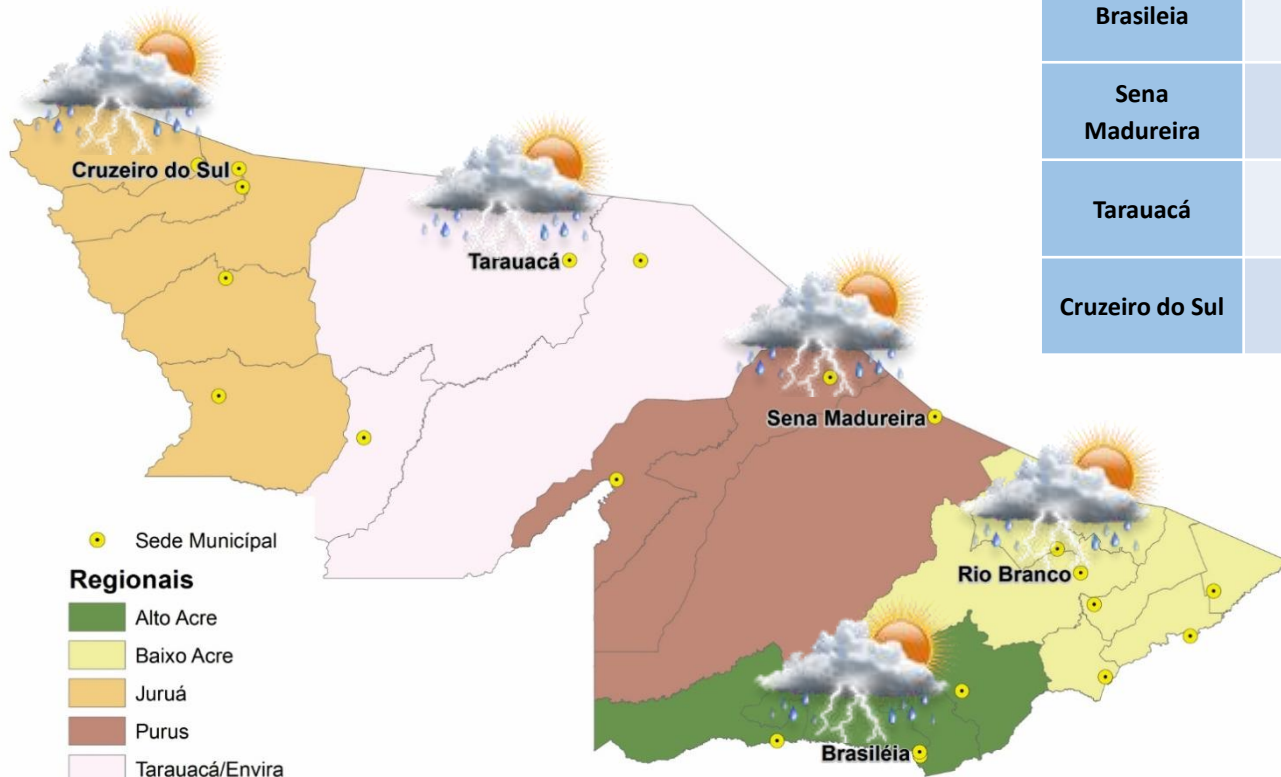 Brasileia
Sena
Madureira
Tarauacá
Cruzeiro do Sul
Cruzeiro do Sul
Tarauacá
Sena Madureira
Rio Branco
Brasiléia
Sede Municípal
Regionais
Alto Acre
Baixo Acre
Juruá
Purus
Tarauacá/Envira